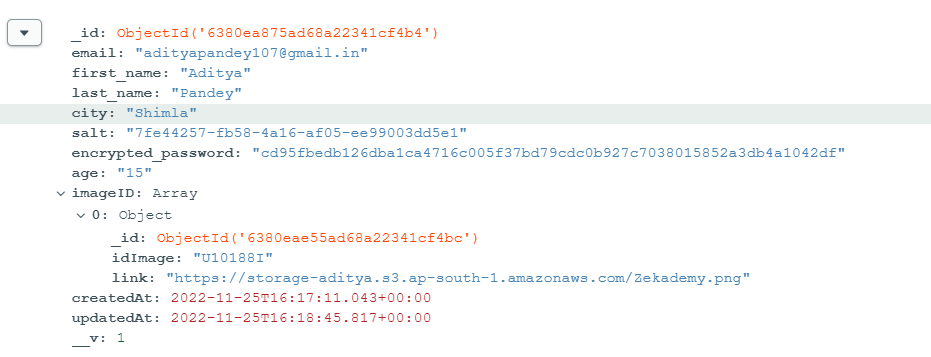 _id: ObjectId('6380ea875ad68a22341cf4b4')
email: "adityapandey107@gmail.in"
first_name: "Aditya"
last_name: "Pandey"
city: "Shimla"
salt: "7fe44257-fb58-4a16-af05-ee99003dd5e1"
encrypted_password: "cd95fbedb126dba1ca4716c005f37bd79cdc0b927c7038015852a3db4a1042df"
age: "15"
imageID: Array
0: Object
_id: ObjectId('6380eae55ad68a22341cf4bc')
idImage: "U10188I"
link: "https://storage-aditya.s3.ap-south-1.amazonaws.com/Zekademy.png"
createdAt: 2022-11-25T16:17:11.043+00:00
updatedAt: 2022-11-25T16:18:45.817+00:00
__v: 1